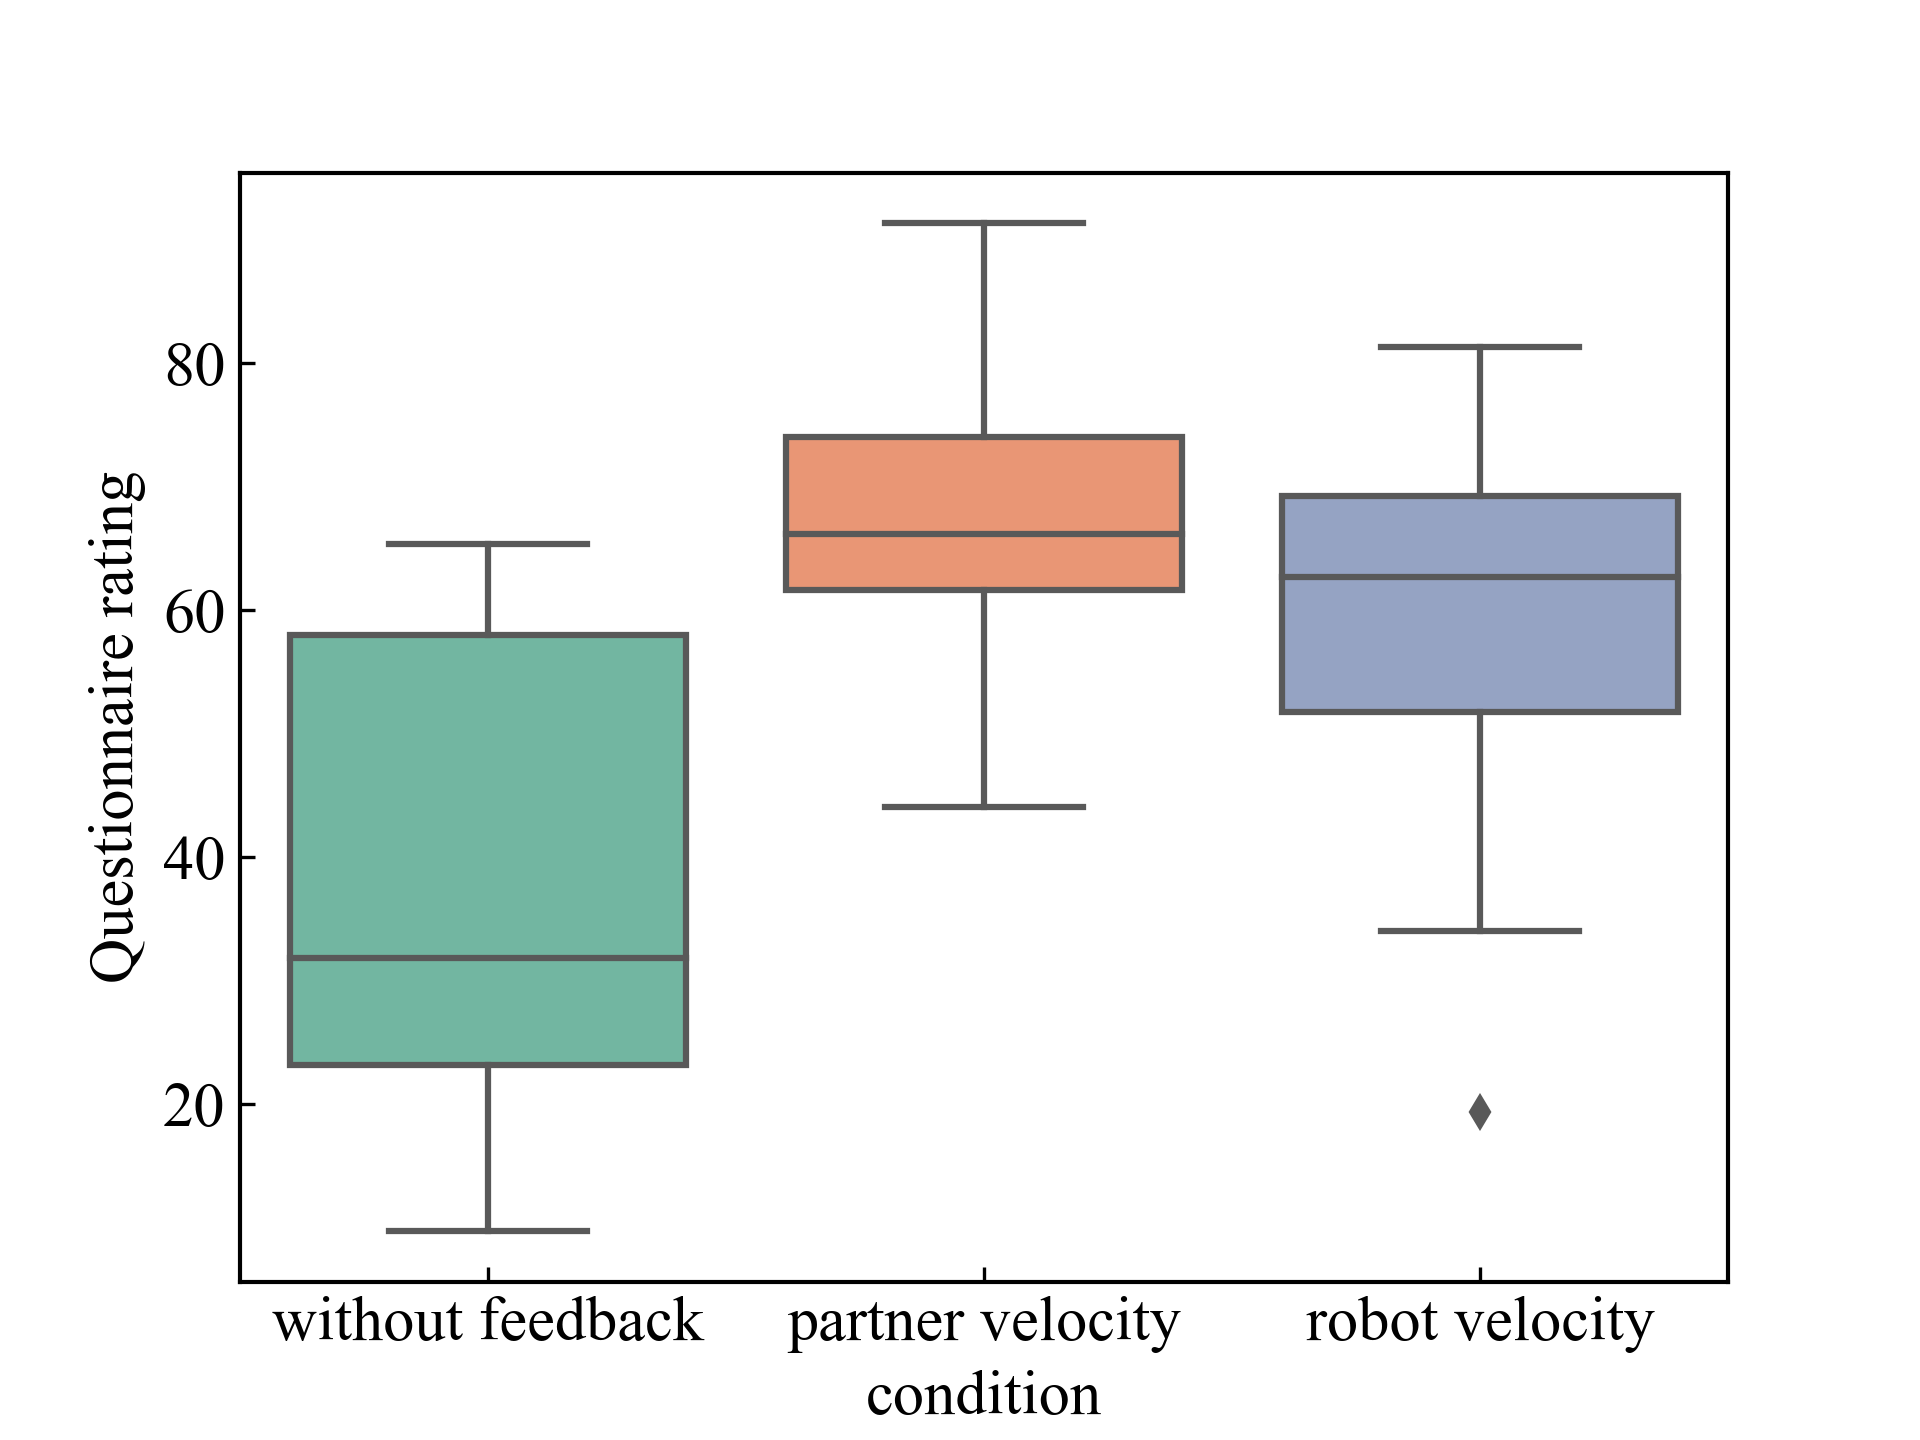 80
60
40
20
Questionnaire rating
without feedback partner velocity robot velocity
condition